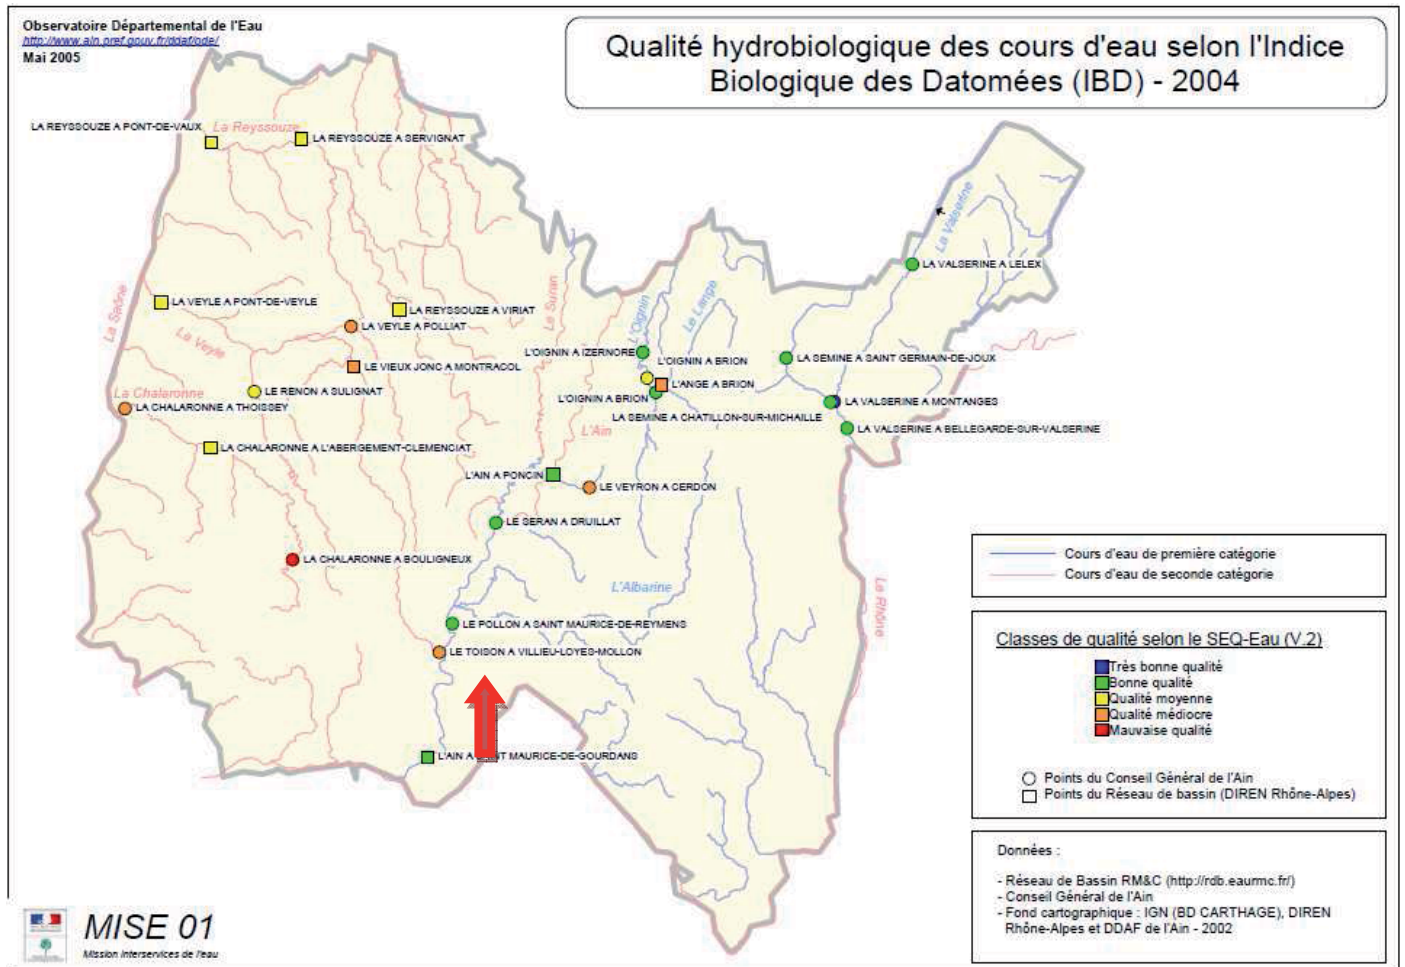 Observatoire Départemental de l'Eau
http://www.ain.pref.gouv.fr/ddaf/ode/
Mai 2005
Qualité hydrobiologique des cours d'eau selon l'Indice
Biologique des Datomées (IBD) - 2004
LA REYSSOUZE A PONT-DE-VAUX
La Reyssouze
LA REYSSOUZE A SERVIGNAT
La Valserine
LA VALSERINE A LELEX
La Saône
LA VEYLE A PONT-DE-VEYLE
LA REYSSOUZE A VIRIAT
Le Suran
L'Oignin
Le Lange
La Veyle
LA VEYLE A POLLIAT
L'OIGNIN A IZERNORE
L'OIGNIN A BRION
LA SEMINE A SAINT GERMAIN-DE-JOUX
LE VIEUX JONC A MONTRACOL
L'ANGE A BRION
La Chalaronne
LE RENON A SULIGNAT
L'OIGNIN A BRION
LA VALSERINE A MONTANGES
LA CHALARONNE A THOISSEY
LA SEMINE A CHATILLON-SUR-MICHAILLE
LA VALSERINE A BELLEGARDE-SUR-VALSERINE
L'Ain
LA CHALARONNE A L'ABERGEMENT-CLEMENCIAT
L'AIN A PONCIN
LE VEYRON A CERDON
LE SERAN A DRUILLAT
LA CHALARONNE A BOULIGNEUX
L'Albarine
Le Rhône
LE POLLON A SAINT MAURICE-DE-REYMENS
LE TOISON A VILLIEU-LOYES-MOLLON
L'AIN A MAURICE-DE-GOURDANS
Cours d'eau de première catégorie
Cours d'eau de seconde catégorie
Classes de qualité selon le SEQ-Eau (V.2)
Très bonne qualité
Bonne qualité
Qualité moyenne
Qualité médiocre
Mauvaise qualité
Points du Conseil Général de l'Ain
Points du Réseau de bassin (DIREN Rhône-Alpes)
Données :
- Réseau de Bassin RM&C (http://rdb.eaurmc.fr/)
- Conseil Général de l'Ain
- Fond cartographique : IGN (BD CARTHAGE), DIREN
Rhône-Alpes et DDAF de l'Ain - 2002
MISE 01
Mission interservices de l'eau